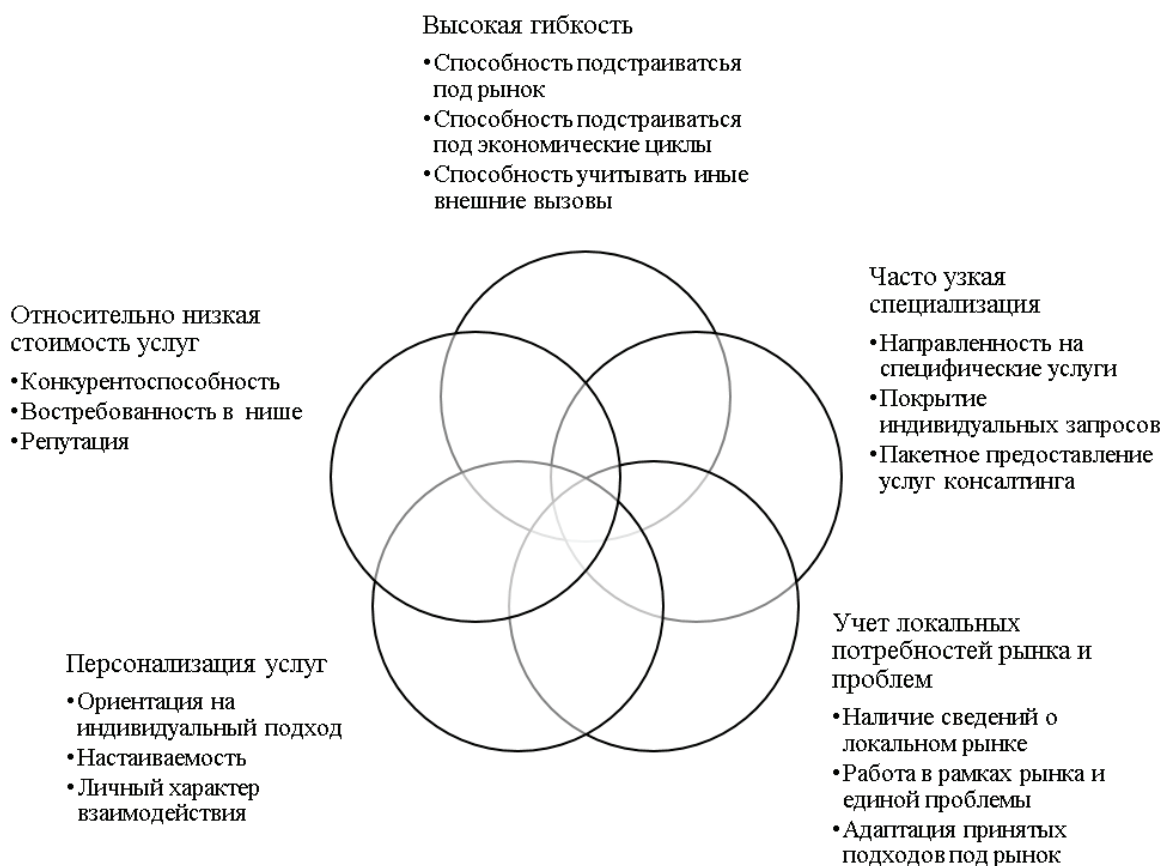 Высокая гибкость
•Способность подстраиватсья
под рынок
•Способность подстраиваться
под экономические циклы
•Способность учитывать иные
внешние вызовы
Часто узкая
специализация
•Направленность на
специфические услуги
•Покрытие
индивидуальных запросов
•Пакетное предоставление
услуг консалтинга
Учет локальных
потребностей рынка и
проблем
•Наличие сведений о
локальном рынке
•Работа в рамках рынка и
единой проблемы
•Адаптация принятых
подходов под рынок
Персонализация услуг
•Ориентация на
индивидуальный подход
•Настаиваемость
•Личный характер
взаимодействия
Относительно низкая
стоимость услуг
•Конкурентоспособность
•Востребованность в нише
•Репутация